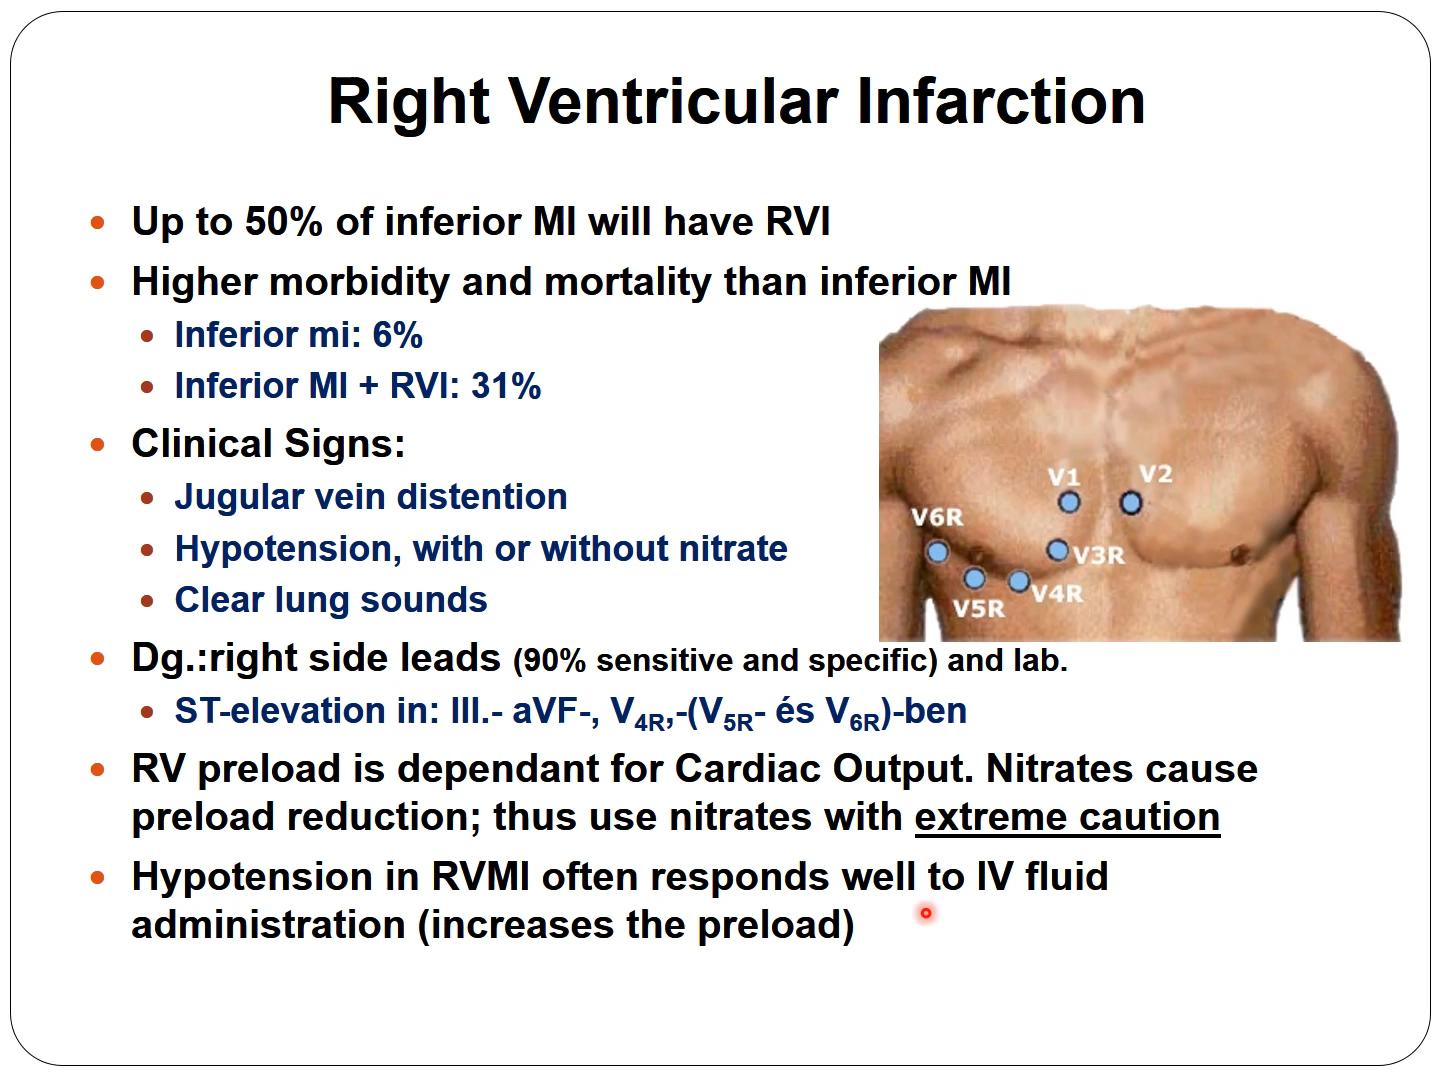 Right Ventricular Infarction
Up to 50% of inferior MI will have RVI
Higher morbidity and mortality than inferior MI
Inferior mi: 6%
Inferior MI + RVI: 31%
Clinical Signs:
Jugular vein distention
Hypotension, with or without nitrate
Clear lung sounds
V1
V2
V6R
V3R
V4R
V5R
Dg.:right side leads (90% sensitive and specific) and lab.
ST-elevation in: III.- aVF-, V4R,-(V5R- és V6R)-ben
RV preload is dependant for Cardiac Output. Nitrates cause
preload reduction; thus use nitrates with extreme caution
Hypotension in RVMI often responds well to IV fluid
administration (increases the preload)